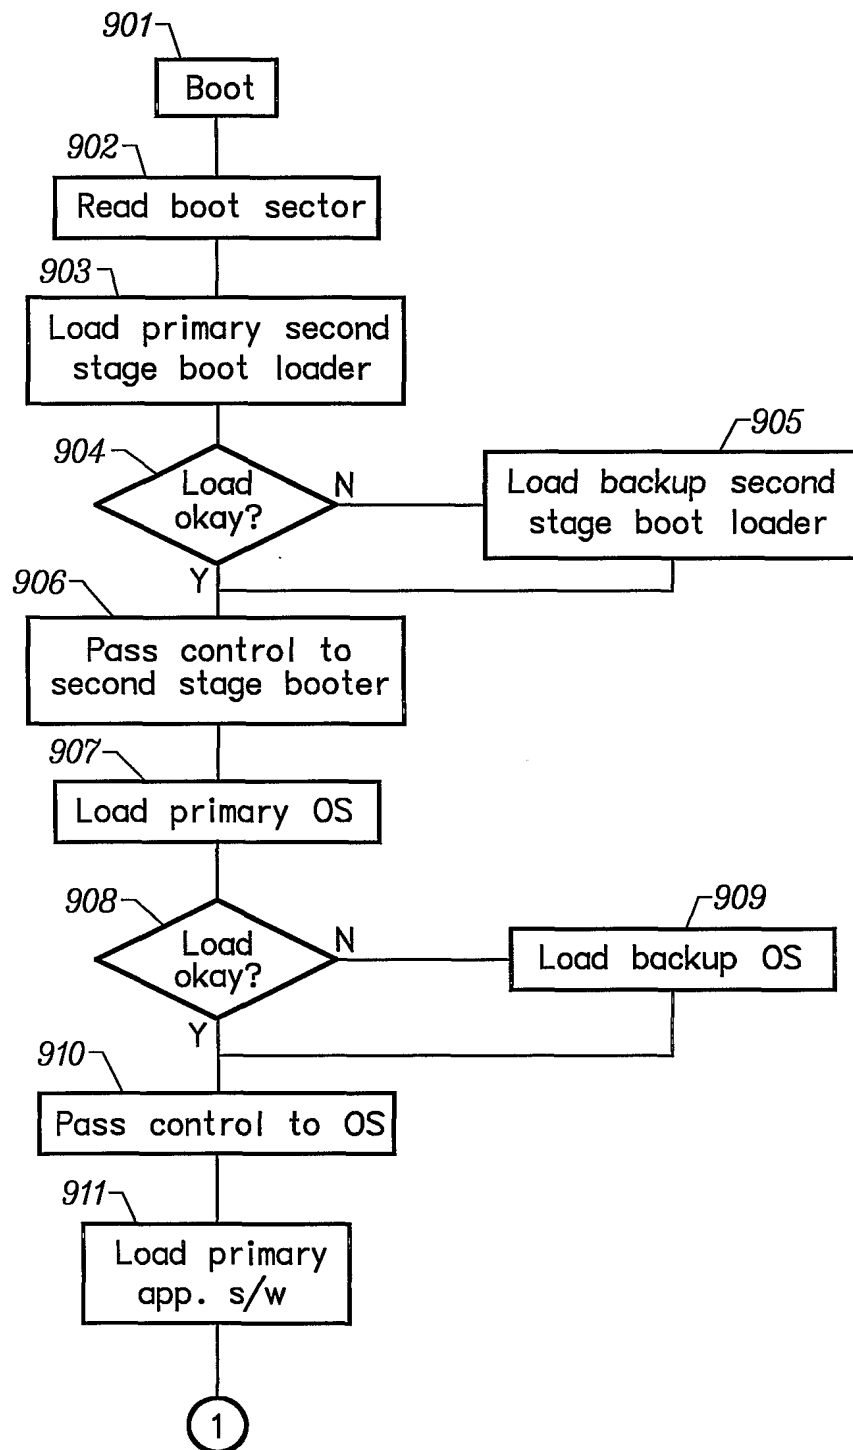 901
Boot
902
Read boot sector
903
Load primary second
stage boot loader
904
Load
okay?
N
Y
905
Load backup second
stage boot loader
906
Pass control to
second stage booter
907
Load primary OS
908
Load
okay?
N
Y
909
Load backup OS
910
Pass control to OS
911
Load primary
app. s/w
1